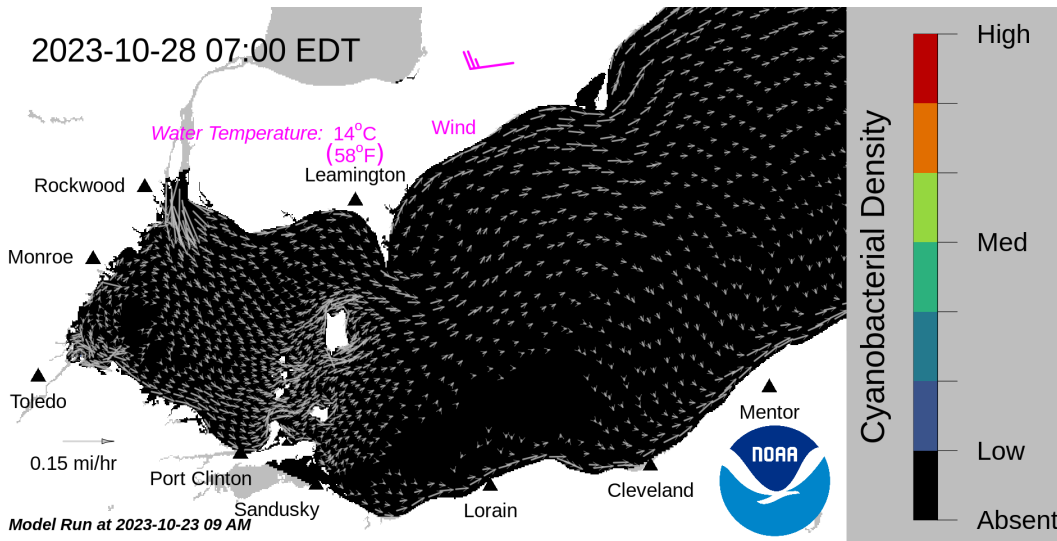 2023-10-28 07:00 EDT
High
Wind
Water Temperature: 14°C
(58°F)
Leamington
Rockwood
Med
Monroe
Cyanobacterial Density
Toledo
Mentor
0.15 mi/hr
NOAA
Low
Port Clinton
Cleveland
Sandusky
Lorain
Absent
Model Run at 2023-10-23 09 AM